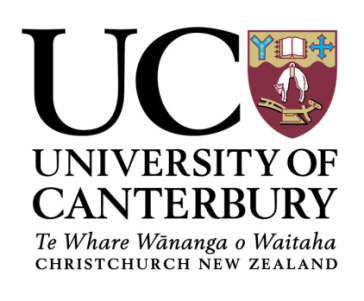 UC
UNIVERSITY OF
CANTERBURY
Te Whare Wānanga o Waitaha
CHRISTCHURCH NEW ZEALAND